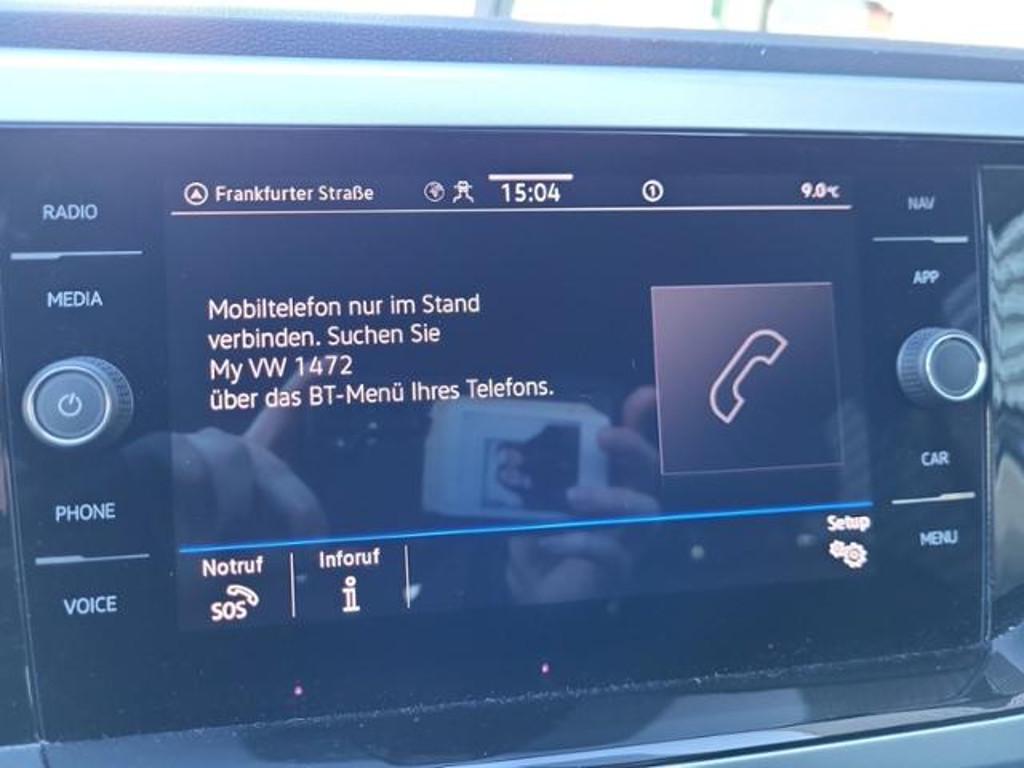 Frankfurter Straße 15:04 1 9.0°C
RADIO
NAV
MEDIA
APP
Mobiltelefon nur im Stand
verbinden. Suchen Sie
My VW 1472
über das BT-Menü Ihres Telefons.
CAR
PHONE
Setup
MENU
Notruf
Inforuf
SOS
i
VOICE